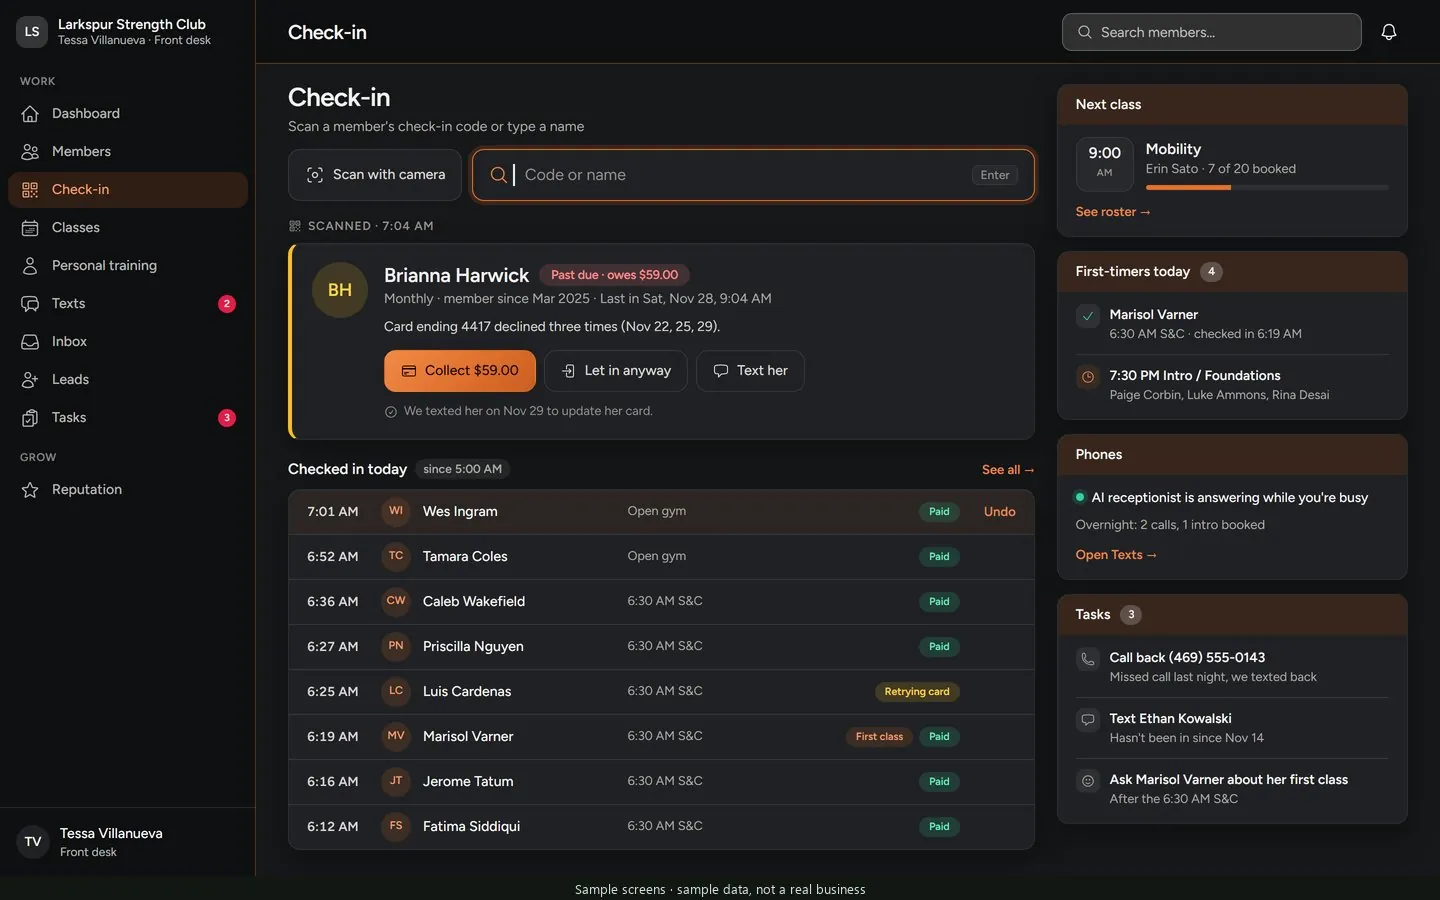 LS
Larkspur Strength Club
Tessa Villanueva · Front desk
WORK
Dashboard
Members
Check-in
Classes
Personal training
Texts 2
Inbox
Leads
Tasks 3
GROW
Reputation
TV
Tessa Villanueva
Front desk
Check-in
Search members...
Check-in
Scan a member's check-in code or type a name
Scan with camera
Code or name
Enter
SCANNED · 7:04 AM
BH
Brianna Harwick
Past due · owes $59.00
Monthly · member since Mar 2025 · Last in Sat, Nov 28, 9:04 AM
Card ending 4417 declined three times (Nov 22, 25, 29).
Collect $59.00
Let in anyway
Text her
We texted her on Nov 29 to update her card.
Checked in today
since 5:00 AM
See all →
7:01 AM WI Wes Ingram Open gym Paid Undo
6:52 AM TC Tamara Coles Open gym Paid
6:36 AM CW Caleb Wakefield 6:30 AM S&C Paid
6:27 AM PN Priscilla Nguyen 6:30 AM S&C Paid
6:25 AM LC Luis Cardenas 6:30 AM S&C Retrying card
6:19 AM MV Marisol Varner 6:30 AM S&C First class Paid
6:16 AM JT Jerome Tatum 6:30 AM S&C Paid
6:12 AM FS Fatima Siddiqui 6:30 AM S&C Paid
Next class
9:00
AM
Mobility
Erin Sato · 7 of 20 booked
See roster →
First-timers today 4
Marisol Varner
6:30 AM S&C · checked in 6:19 AM
7:30 PM Intro / Foundations
Paige Corbin, Luke Ammons, Rina Desai
Phones
AI receptionist is answering while you're busy
Overnight: 2 calls, 1 intro booked
Open Texts →
Tasks 3
Call back (469) 555-0143
Missed call last night, we texted back
Text Ethan Kowalski
Hasn't been in since Nov 14
Ask Marisol Varner about her first class
After the 6:30 AM S&C
Sample screens · sample data, not a real business